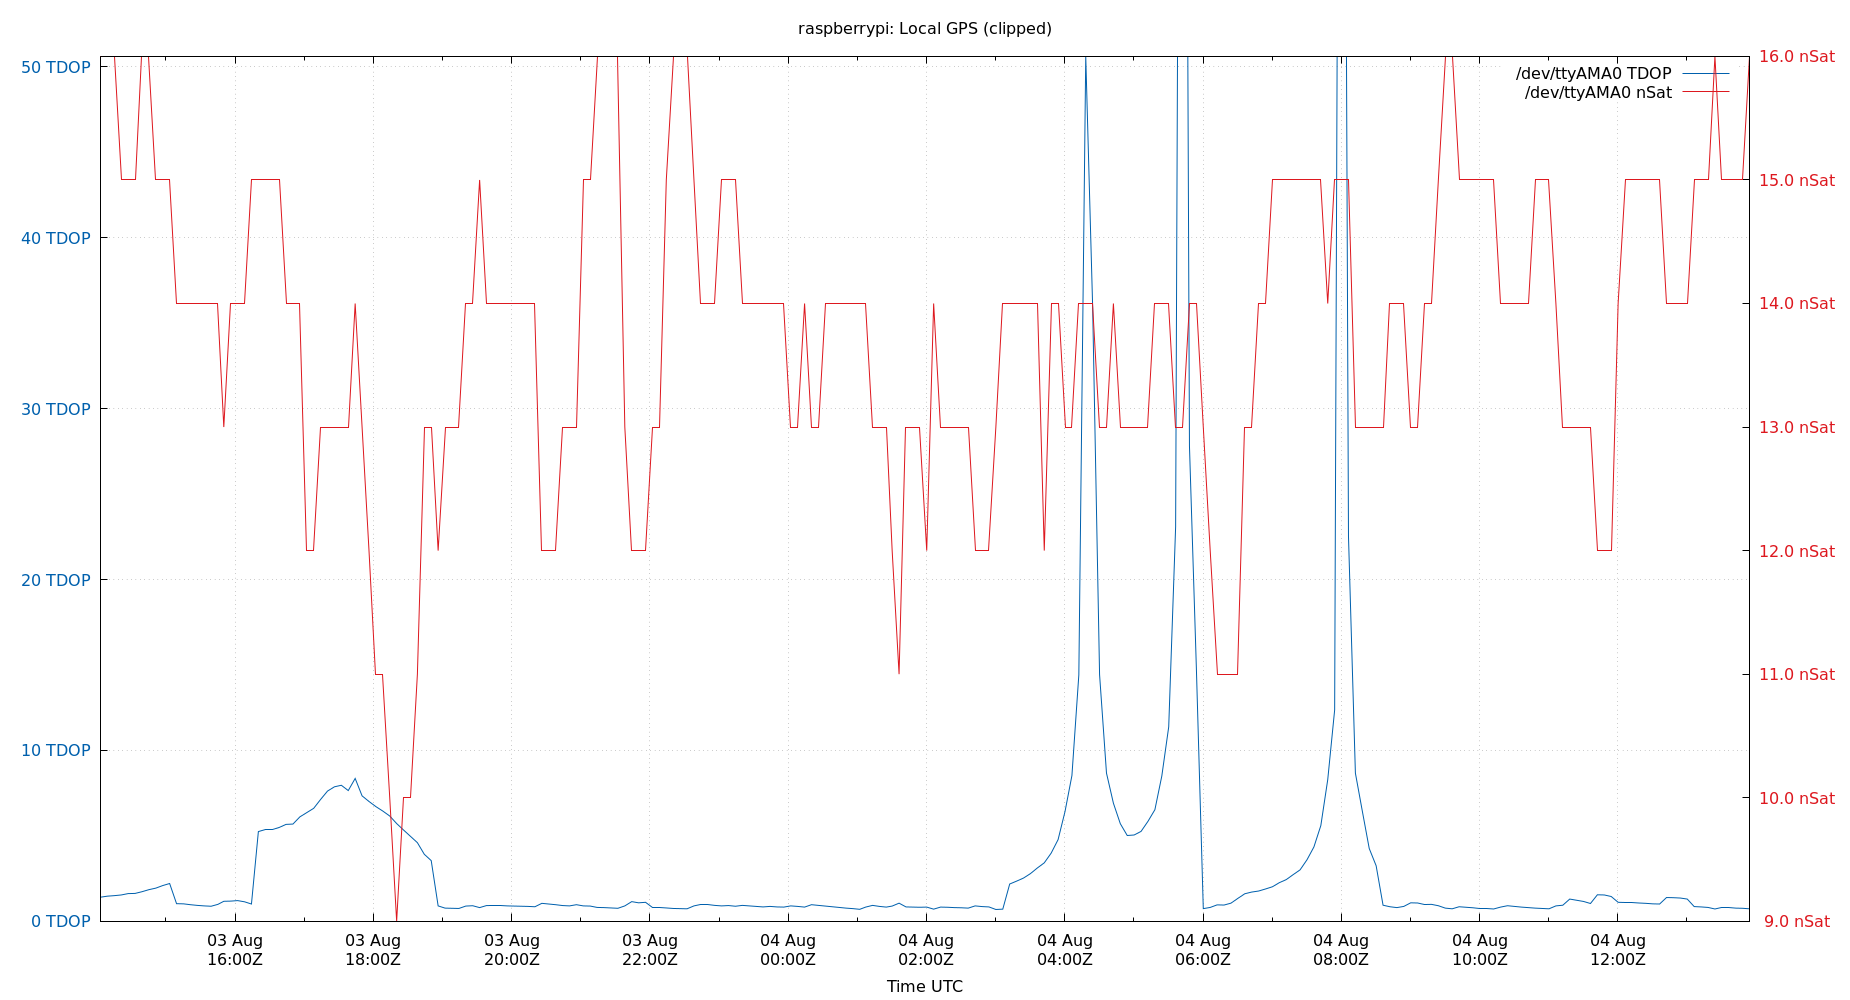 raspberrypi: Local GPS (clipped)
50 TDOP
40 TDOP
30 TDOP
20 TDOP
10 TDOP
0 TDOP
/dev/ttyAMA0 TDOP
/dev/ttyAMA0 nSat
16.0 nSat
15.0 nSat
14.0 nSat
13.0 nSat
12.0 nSat
11.0 nSat
10.0 nSat
9.0 nSat
03 Aug 03 Aug 03 Aug 03 Aug 04 Aug 04 Aug 04 Aug 04 Aug 04 Aug 04 Aug 04 Aug
16:00Z 18:00Z 20:00Z 22:00Z 00:00Z 02:00Z 04:00Z 06:00Z 08:00Z 10:00Z 12:00Z
Time UTC